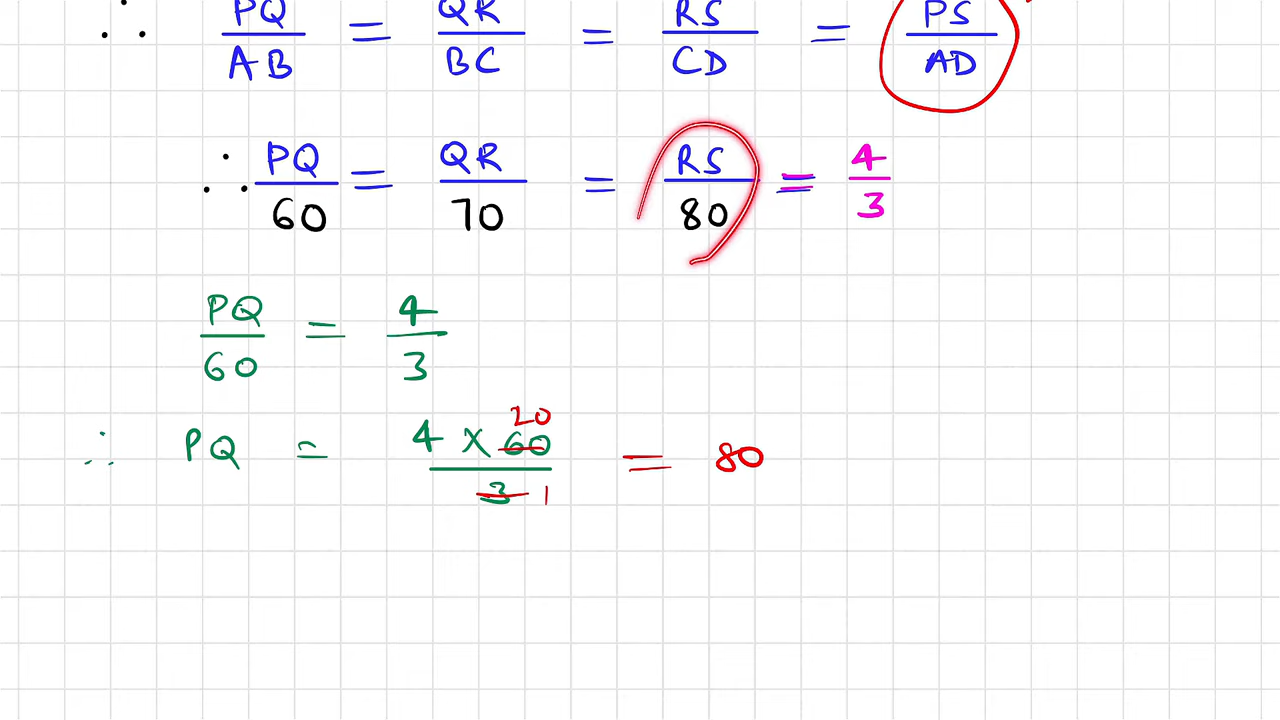 ∴ PQ/AB = QR/BC = RS/CD = PS/AD
∴ PQ/60 = QR/70 = RS/80 = 4/3
PQ/60 = 4/3
∴ PQ = 4 × 60/3 = 80
20
1